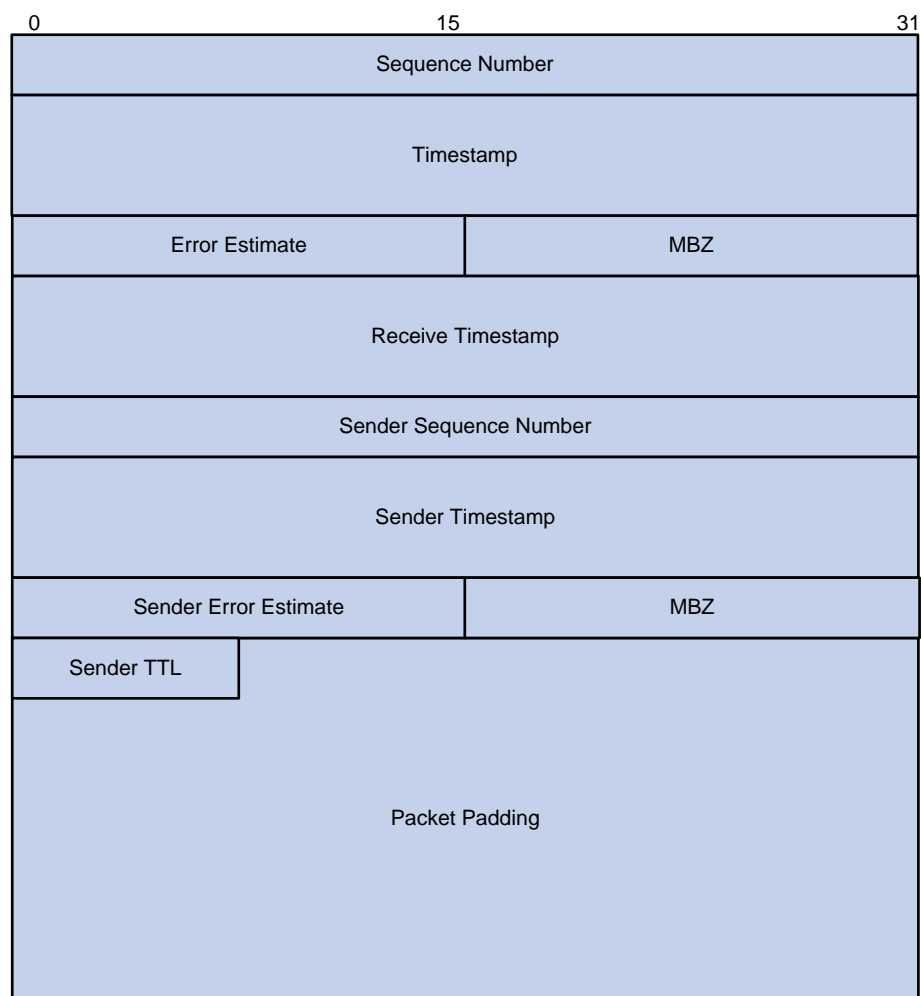 0 15 31
Sequence Number
Timestamp
Error Estimate MBZ
Receive Timestamp
Sender Sequence Number
Sender Timestamp
Sender Error Estimate MBZ
Sender TTL
Packet Padding